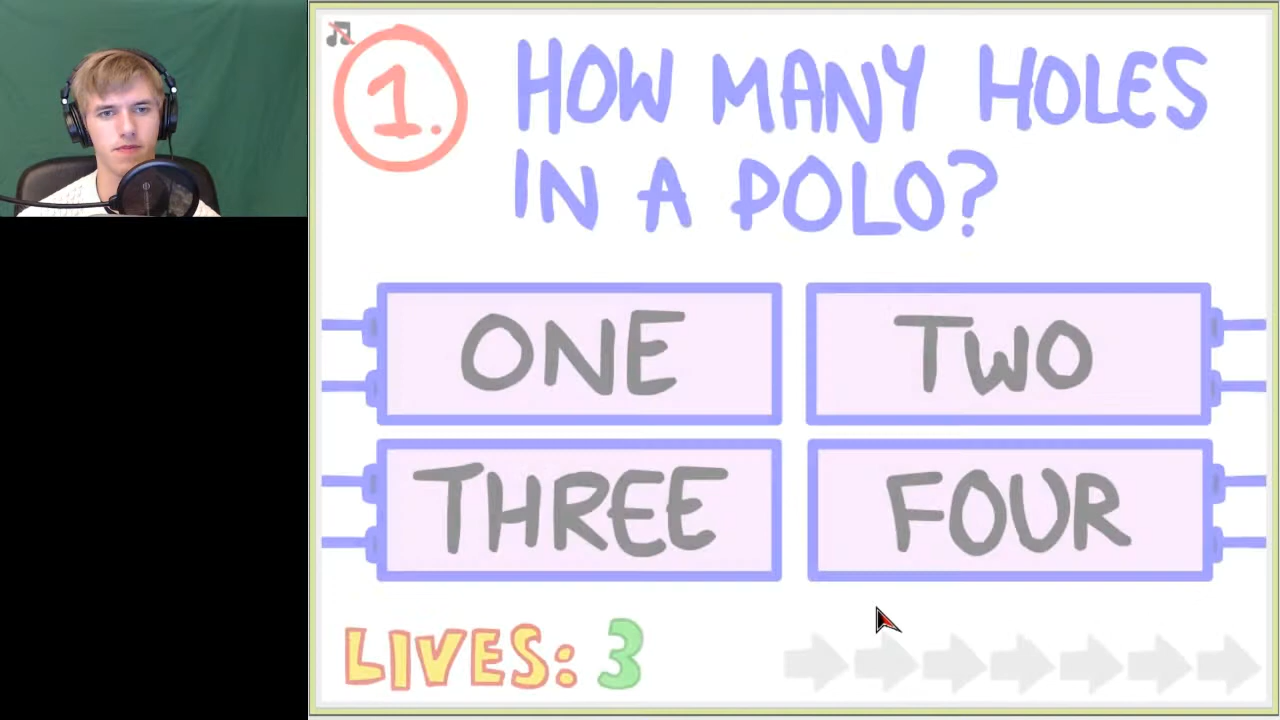 1. HOW MANY HOLES
IN A POLO?
ONE
TWO
THREE
FOUR
LIVES: 3